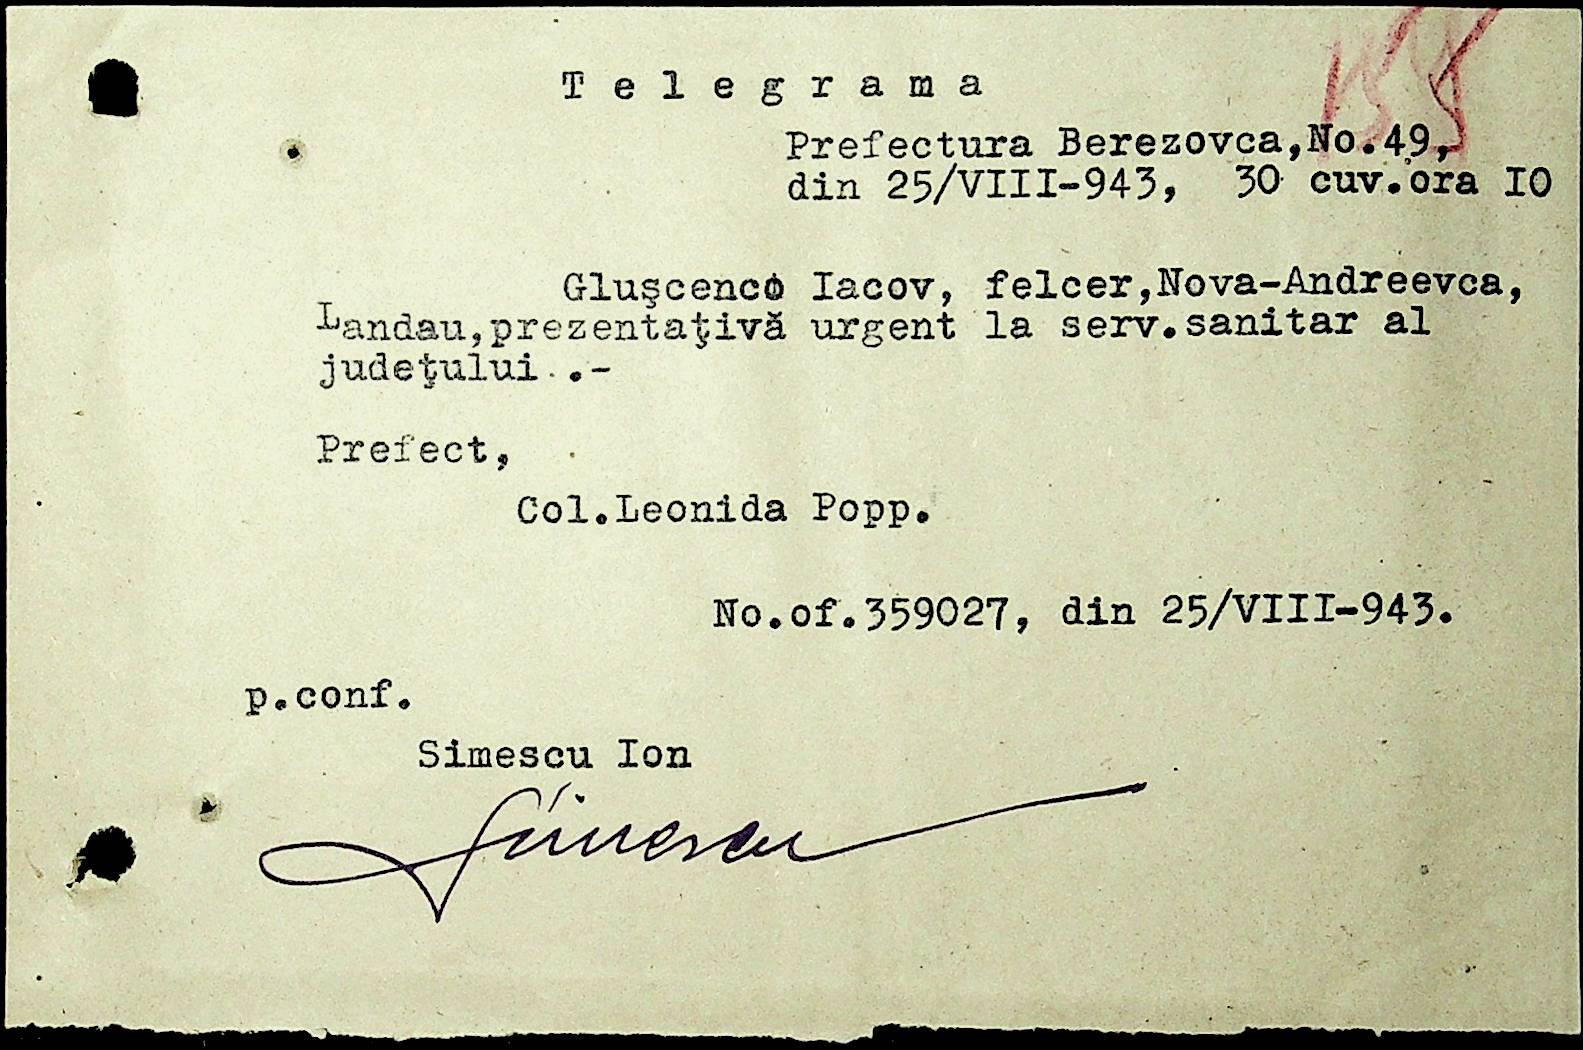 155
T e l e g r a m a
Prefectura Berezovca,No.49,
din 25/VIII-943, 30 cuv.ora IO
Gluşcenco Iacov, felcer,Nova-Andreevca,
Landau,prezentaţivă urgent la serv.sanitar al
judeţului .-
Prefect,
Col.Leonida Popp.
No.of.359027, din 25/VIII-943.
p.conf.
Simescu Ion
Simescu